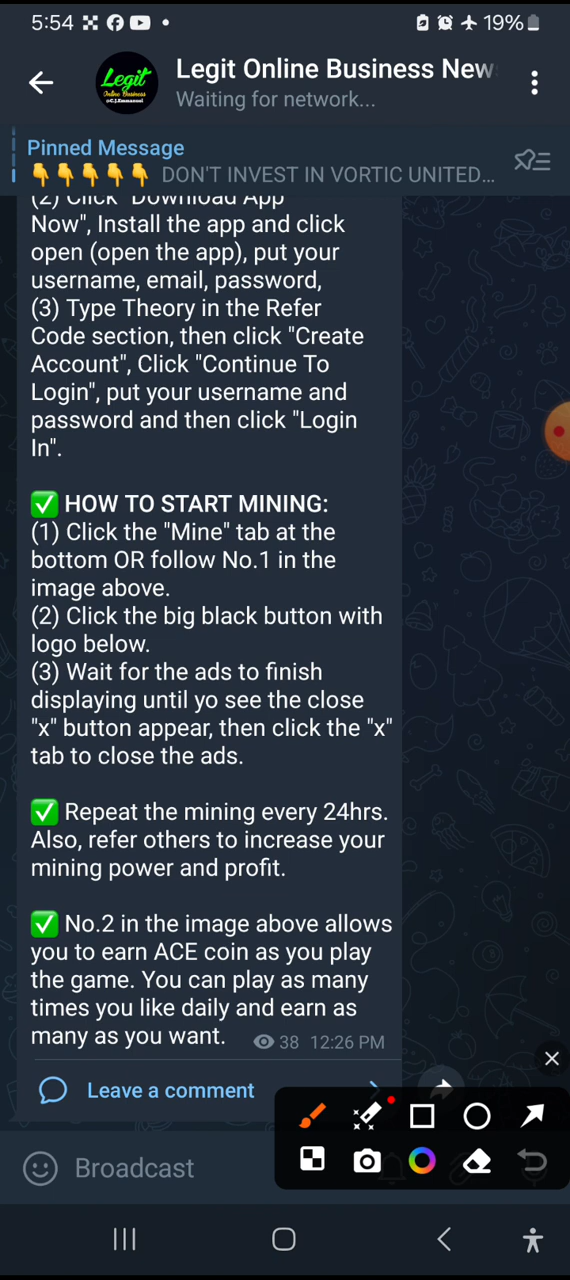 5:54
19%
Legit
Online Business
@C.J.Emmanuel
Legit Online Business New
Waiting for network...
Pinned Message
👇👇👇👇👇 DON'T INVEST IN VORTIC UNITED...
(2) Click "Download App
Now", Install the app and click
open (open the app), put your
username, email, password,
(3) Type Theory in the Refer
Code section, then click "Create
Account", Click "Continue To
Login", put your username and
password and then click "Login
In".
✅ HOW TO START MINING:
(1) Click the "Mine" tab at the
bottom OR follow No.1 in the
image above.
(2) Click the big black button with
logo below.
(3) Wait for the ads to finish
displaying until yo see the close
"x" button appear, then click the "x"
tab to close the ads.
✅ Repeat the mining every 24hrs.
Also, refer others to increase your
mining power and profit.
✅ No.2 in the image above allows
you to earn ACE coin as you play
the game. You can play as many
times you like daily and earn as
many as you want. 38 12:26 PM
Leave a comment
Broadcast